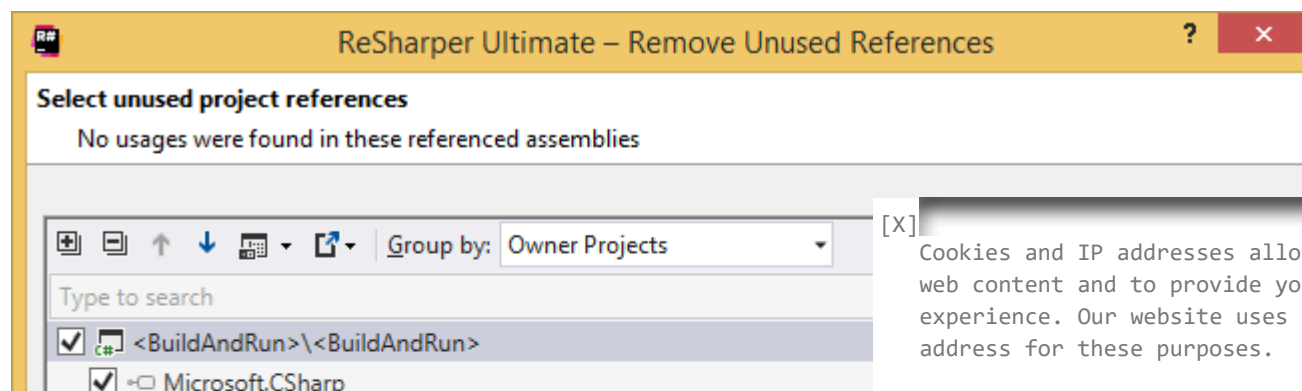 R#
ReSharper Ultimate – Remove Unused References
?
Select unused project references
No usages were found in these referenced assemblies
Group by: Owner Projects
[X]
Type to search
Cookies and IP addresses allo
web content and to provide yo
experience. Our website uses
address for these purposes.
C#
<BuildAndRun>\<BuildAndRun>
Microsoft.CSharp